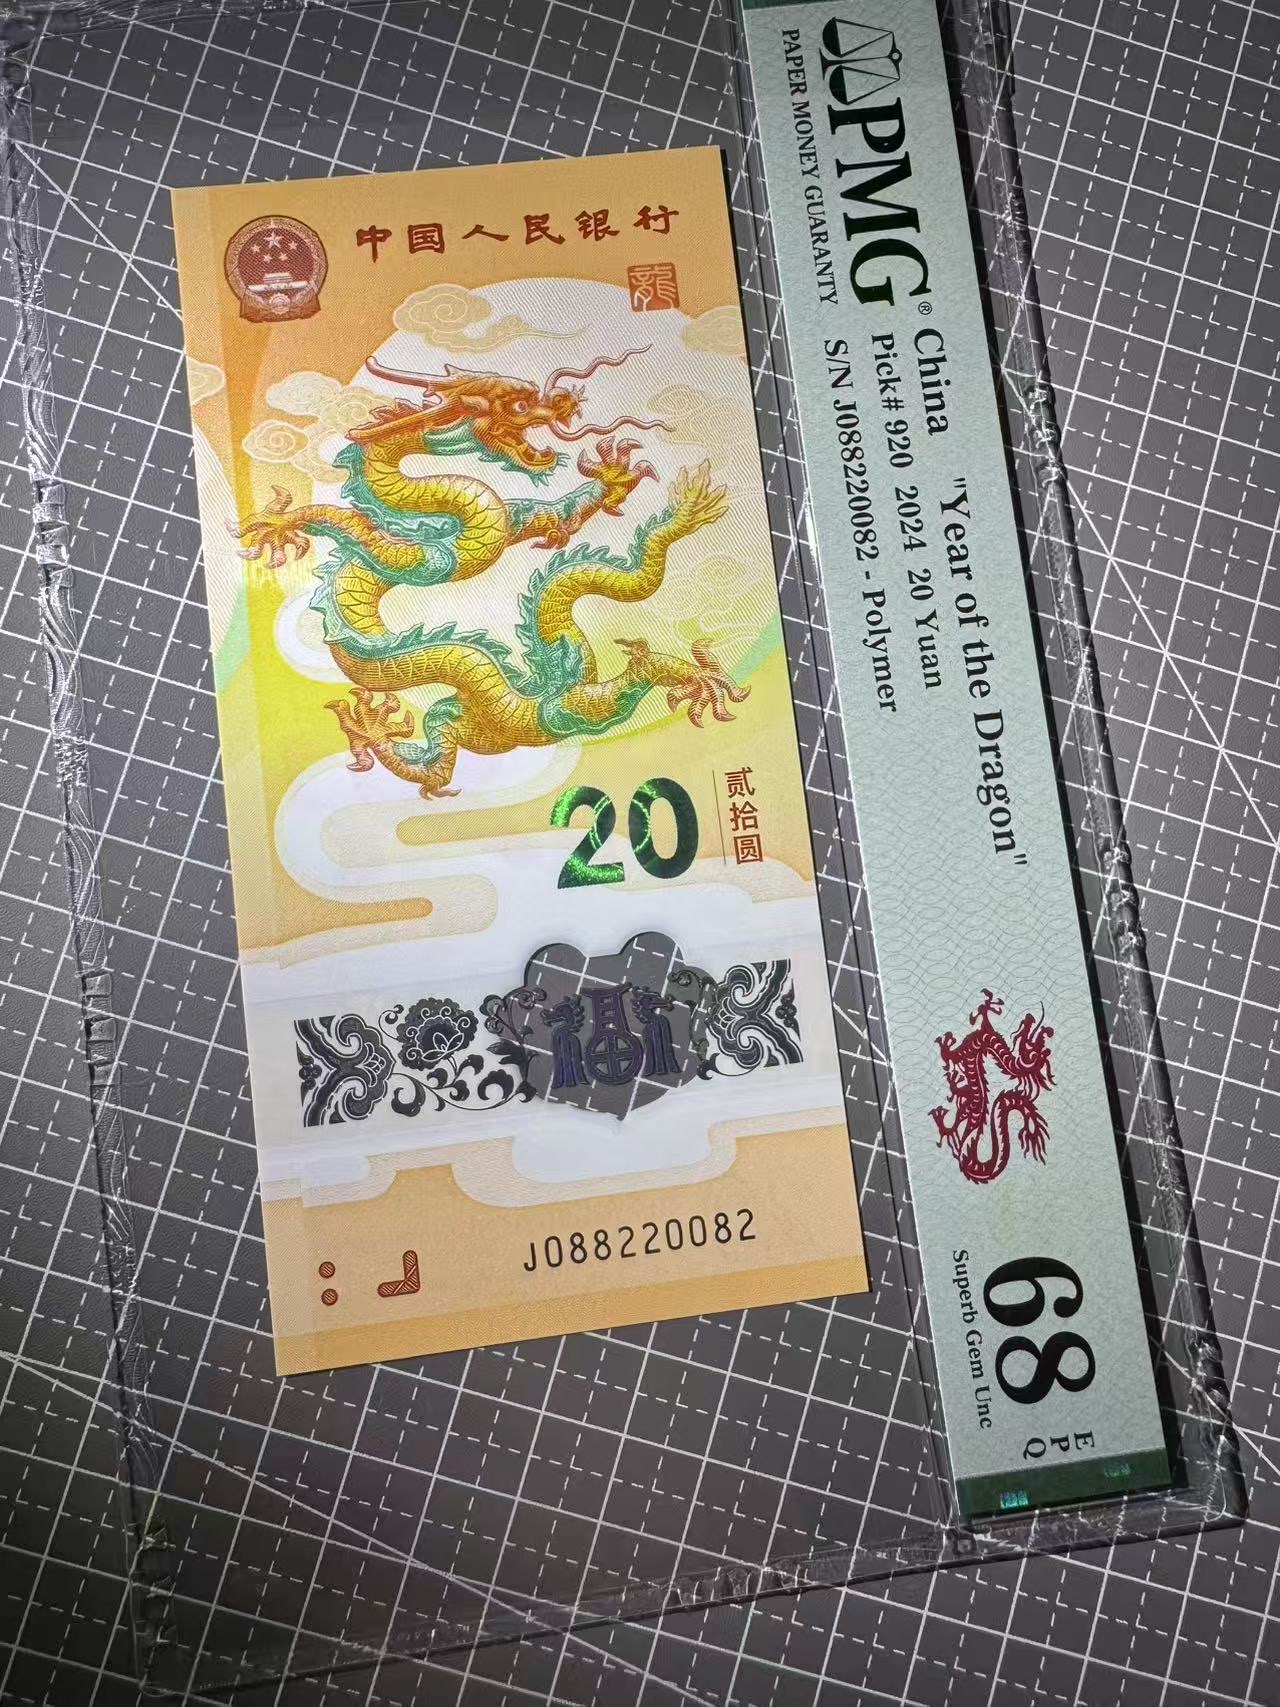 中国人民银行
龍
20
贰拾圆
福
J088220082
PMG®
PAPER MONEY GUARANTY
China "Year of the Dragon"
Pick# 920 2024 20 Yuan
S/N J088220082 - Polymer
68
Superb Gem Unc
EPQ